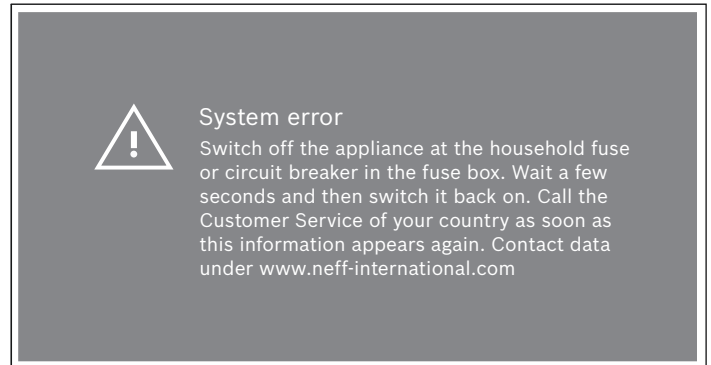 System error
Switch off the appliance at the household fuse
or circuit breaker in the fuse box. Wait a few
seconds and then switch it back on. Call the
Customer Service of your country as soon as
this information appears again. Contact data
under www.neff-international.com